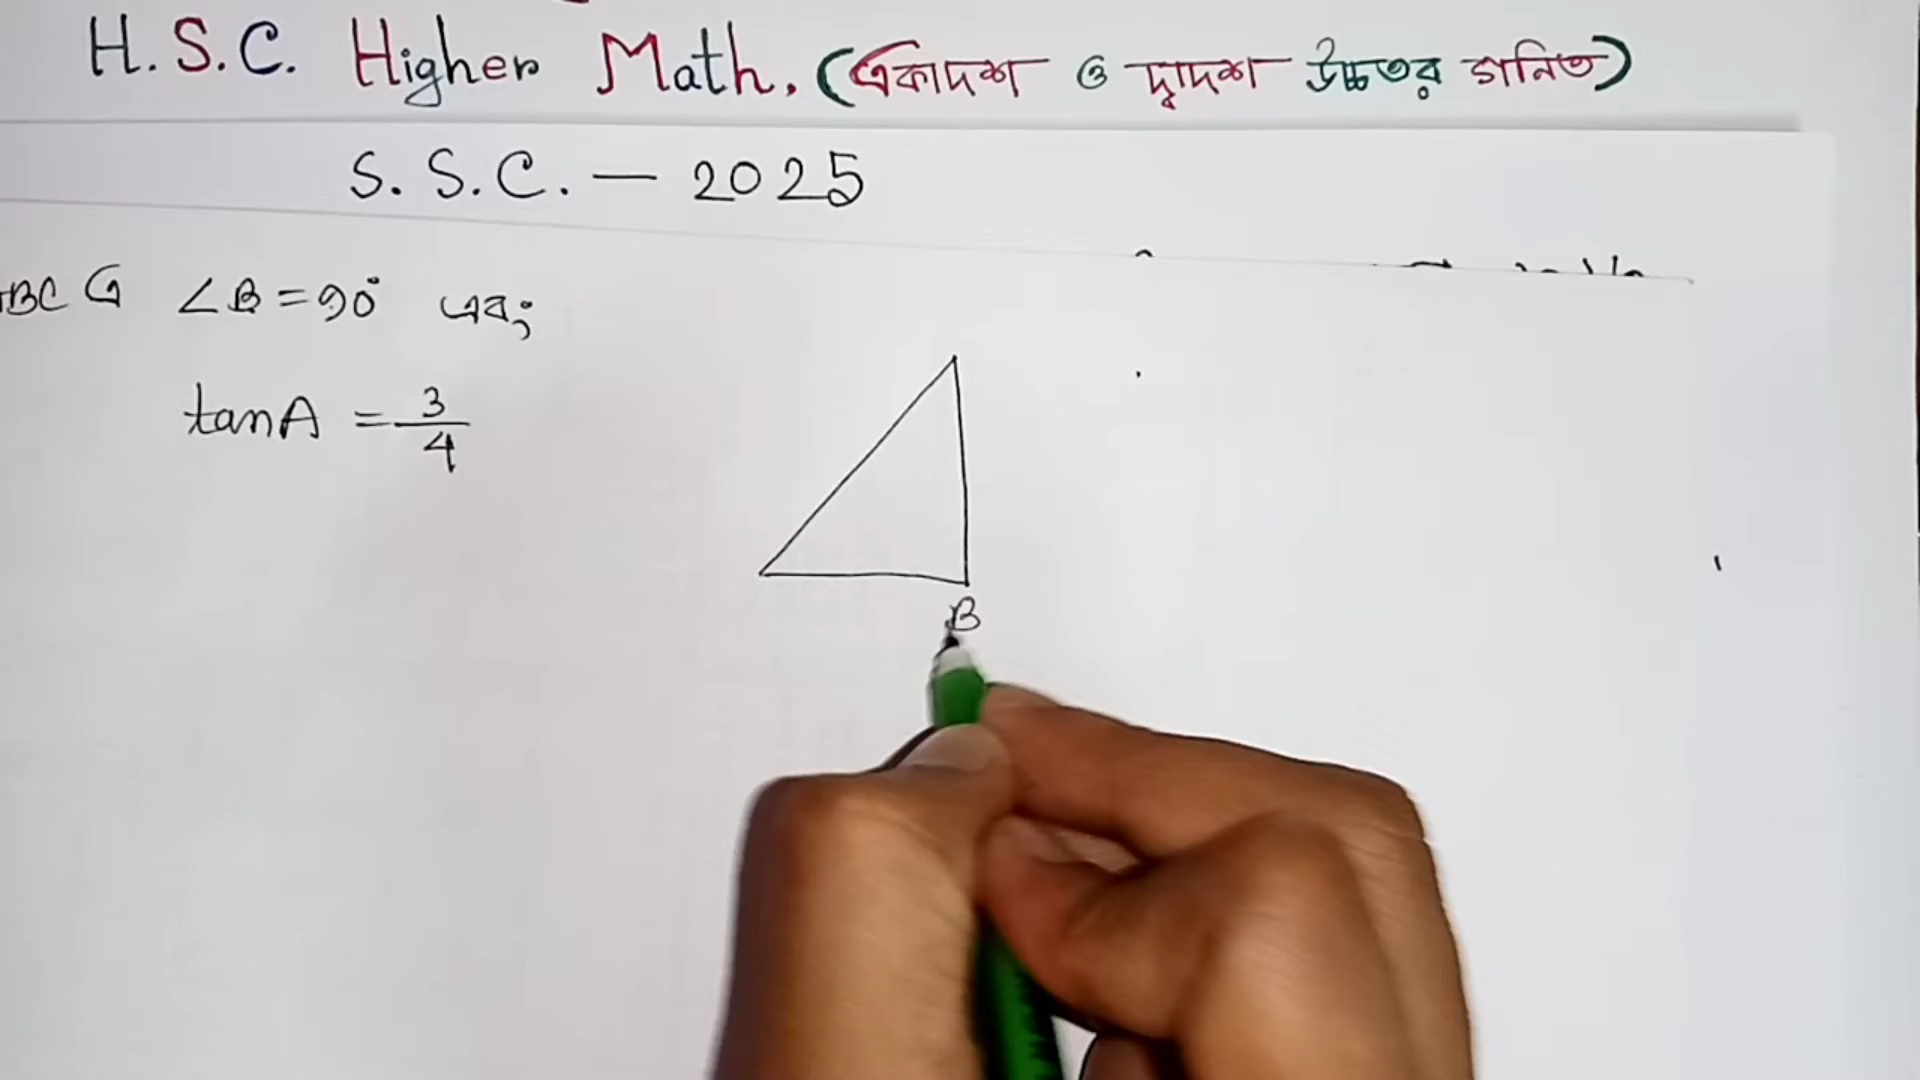 H.S.C. Higher Math. (একাদশ ও দ্বাদশ উচ্চতর গনিত)
S.S.C. — 2025
BC এ ∠B = 90° এবং
tanA = 3/4
B